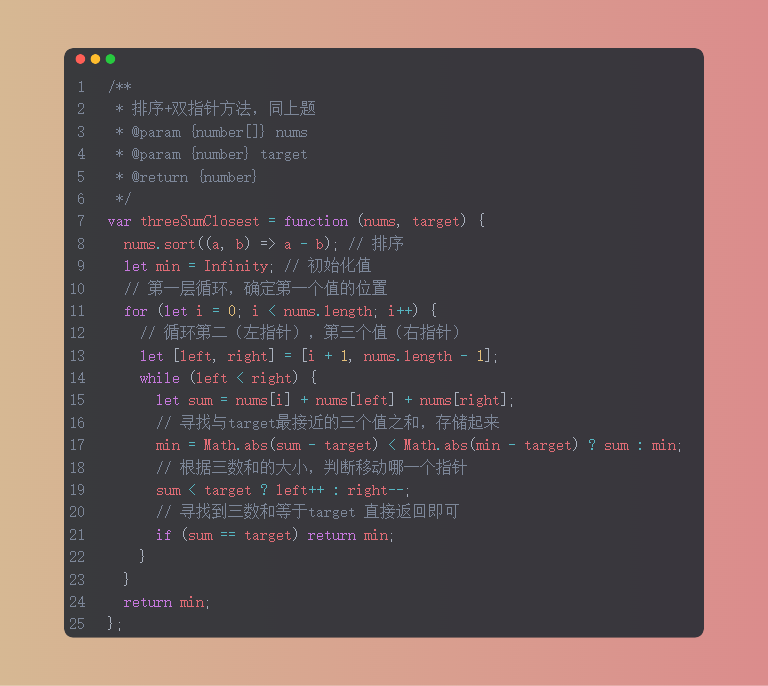 1 /**
2  * 排序+双指针方法，同上题
3  * @param {number[]} nums
4  * @param {number} target
5  * @return {number}
6  */
7 var threeSumClosest = function (nums, target) {
8   nums.sort((a, b) => a - b); // 排序
9   let min = Infinity; // 初始化值
10   // 第一层循环，确定第一个值的位置
11   for (let i = 0; i < nums.length; i++) {
12     // 循环第二（左指针），第三个值（右指针）
13     let [left, right] = [i + 1, nums.length - 1];
14     while (left < right) {
15       let sum = nums[i] + nums[left] + nums[right];
16       // 寻找与target最接近的三个值之和，存储起来
17       min = Math.abs(sum - target) < Math.abs(min - target) ? sum : min;
18       // 根据三数和的大小，判断移动哪一个指针
19       sum < target ? left++ : right--;
20       // 寻找到三数和等于target 直接返回即可
21       if (sum == target) return min;
22     }
23   }
24   return min;
25 };